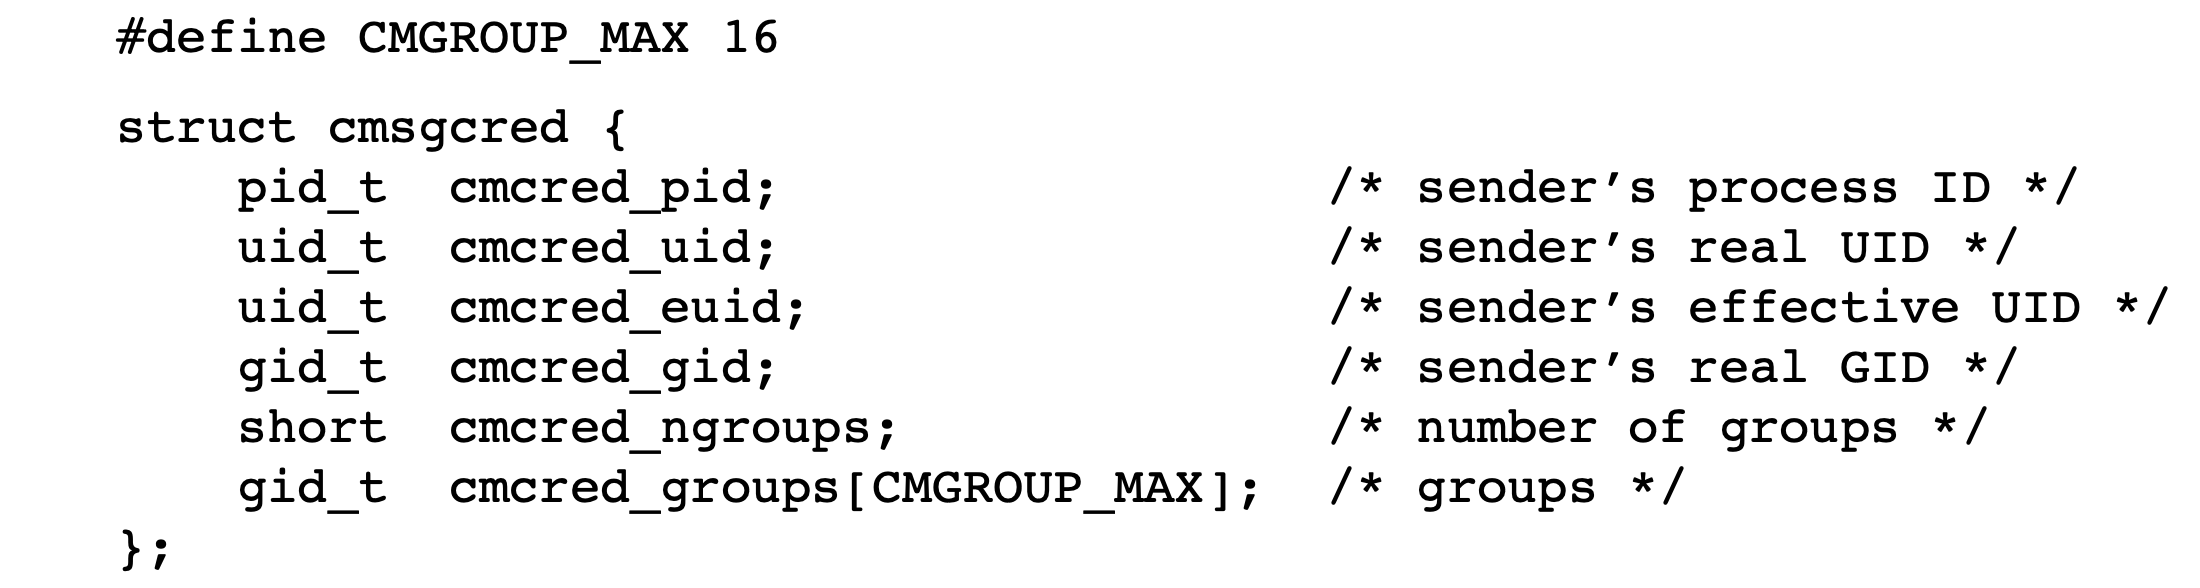 #define CMGROUP_MAX 16
struct cmsgcred {
    pid_t  cmcred_pid;                  /* sender’s process ID */
    uid_t  cmcred_uid;                  /* sender’s real UID */
    uid_t  cmcred_euid;                 /* sender’s effective UID */
    gid_t  cmcred_gid;                  /* sender’s real GID */
    short  cmcred_ngroups;              /* number of groups */
    gid_t  cmcred_groups[CMGROUP_MAX];  /* groups */
};